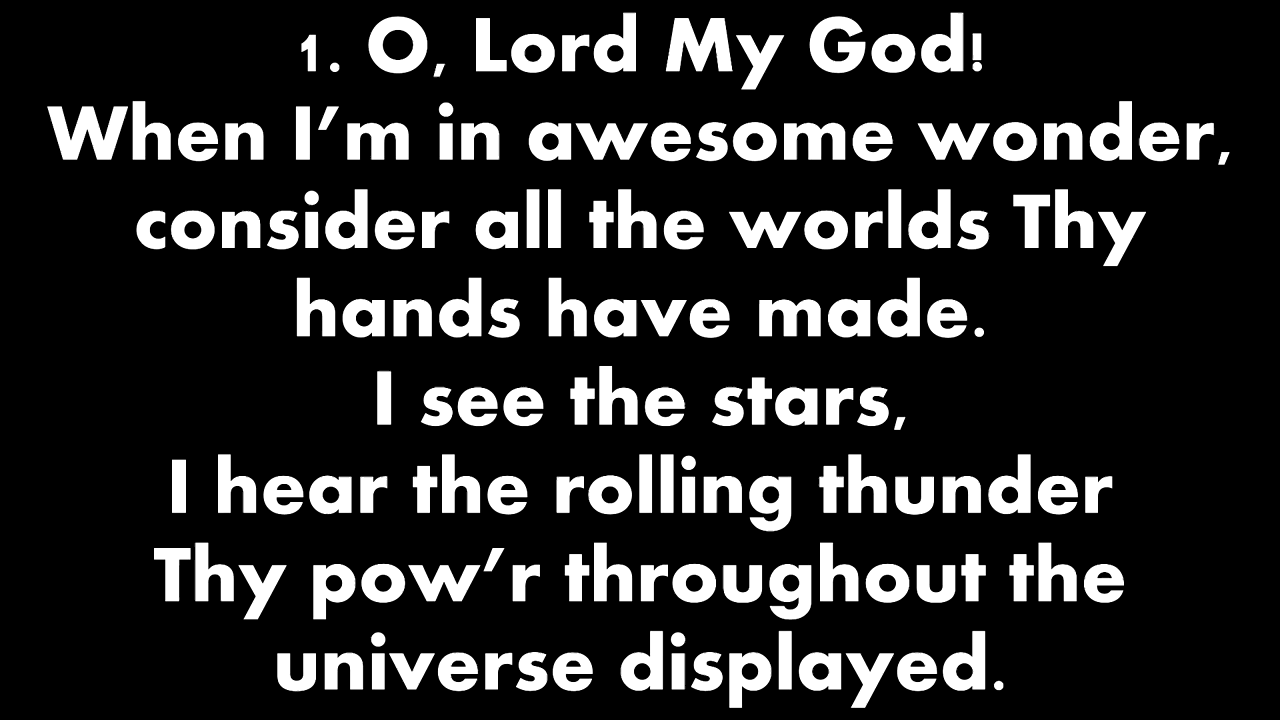 1. O, Lord My God!
When I’m in awesome wonder,
consider all the worlds Thy
hands have made.
I see the stars,
I hear the rolling thunder
Thy pow’r throughout the
universe displayed.